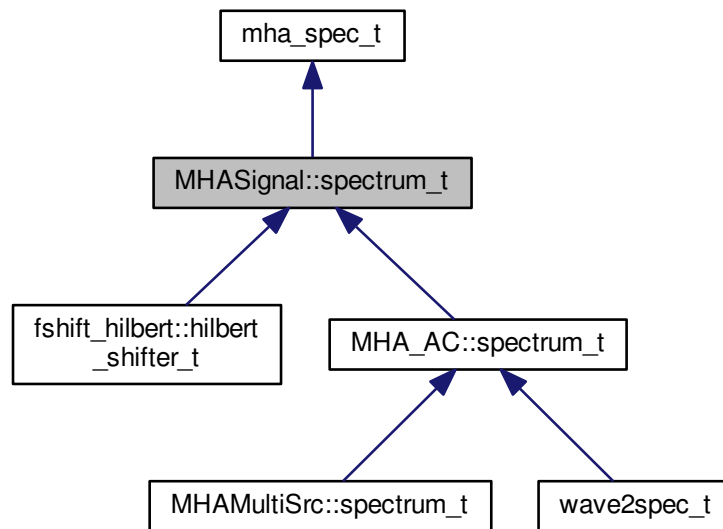 mha_spec_t
MHASignal::spectrum_t
fshift_hilbert::hilbert
_shifter_t
MHA_AC::spectrum_t
MHAMultiSrc::spectrum_t
wave2spec_t